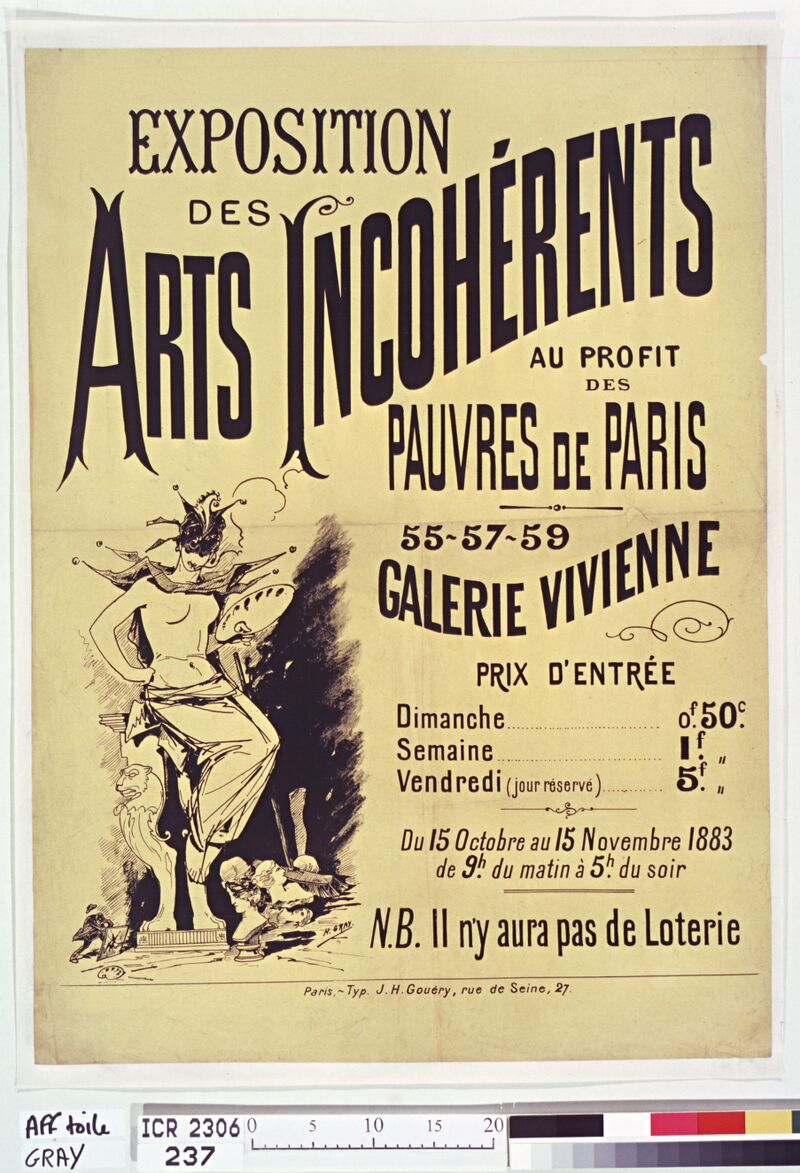 EXPOSITION
DES
ARTS INCOHÉRENTS
AU PROFIT
DES
PAUVRES DE PARIS
55~57~59
GALERIE VIVIENNE
PRIX D'ENTRÉE
Dimanche.................... 0f.50c.
Semaine...................... 1f. „
Vendredi (jour réservé)............ 5f. „
Du 15 Octobre au 15 Novembre 1883
de 9h. du matin à 5h. du soir
N.B. Il n'y aura pas de Loterie
H. GRAY.
Paris.~Typ. J.H. Gouéry, rue de Seine, 27.
AFF toile
GRAY
ICR 2306
237
0 5 10 15 20